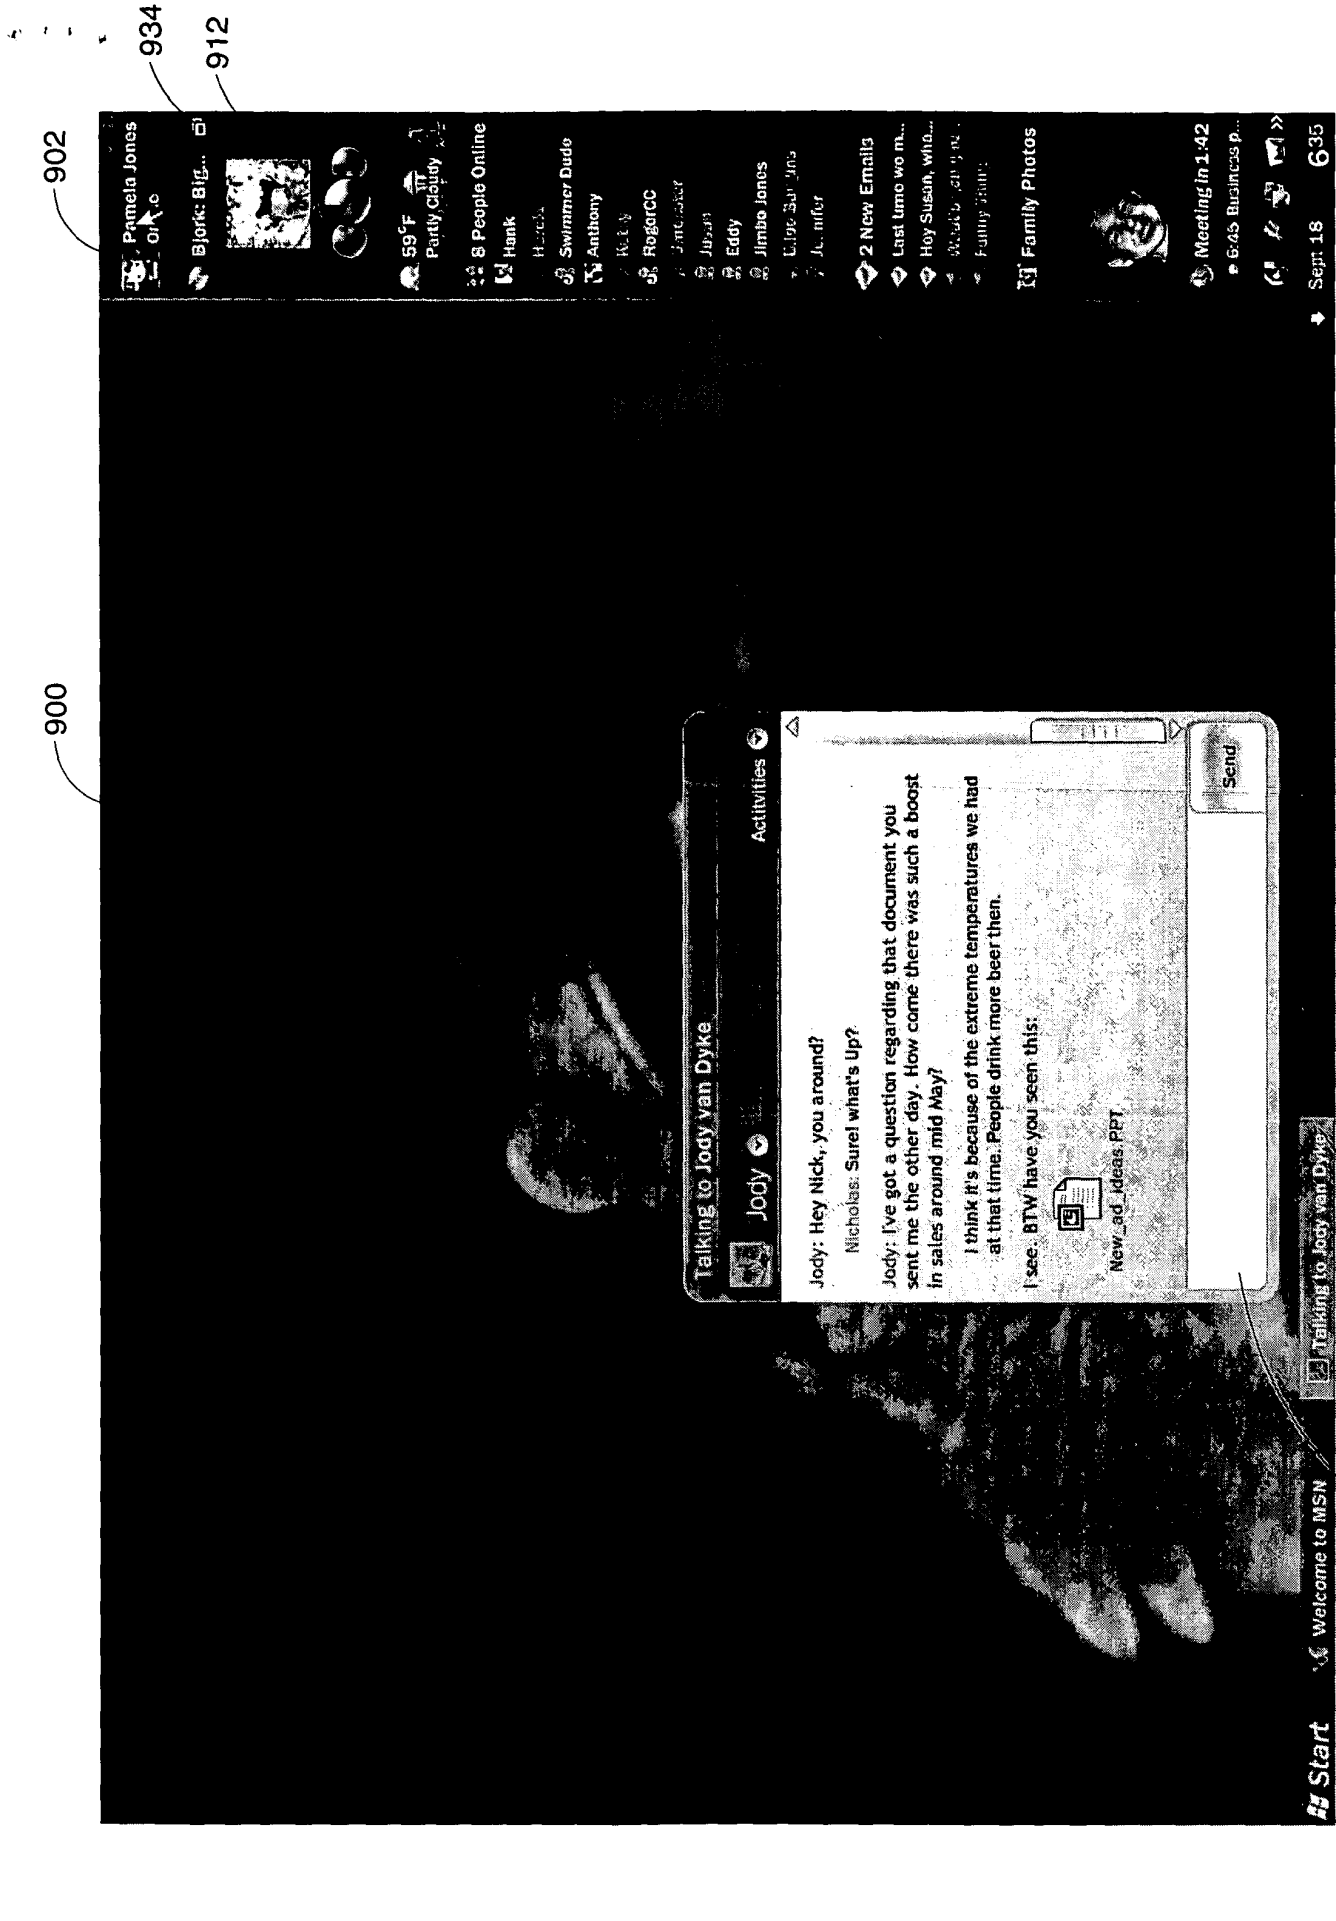 900
902
934
912
Pamela Jones
Bjork: Big...
59°F
Partly Cloudy
8 People Online
Hank
Swimmer Dude
Anthony
RogerCC
Jason
Eddy
Jimbo Jones
Jennifer
2 New Emails
Last time wo m...
Hey Susan, wha...
Family Photos
Meeting in 1:42
6:45 Business p...
Talking to Jody van Dyke
Jody
Activities
Jody: Hey Nick, you around?
Nicholas: Sure! what's Up?
Jody: I've got a question regarding that document you
sent me the other day. How come there was such a boost
in sales around mid May?
I think it's because of the extreme temperatures we had
at that time. People drink more beer then.
I see. BTW have you seen this:
New_ad_ideas.PPT
Send
Start
Welcome to MSN
Talking to Jody van Dyke
Sept 18
6:35